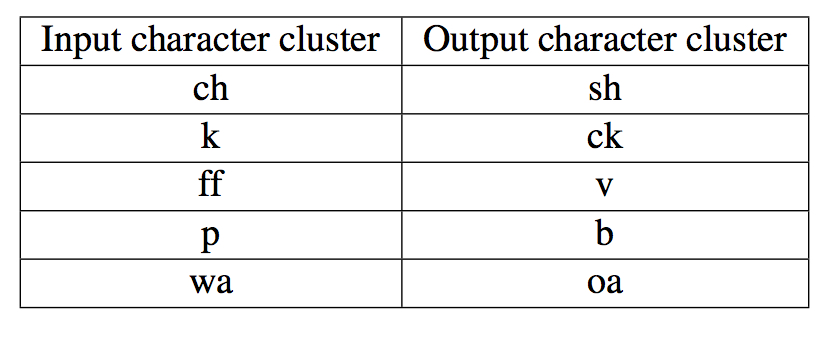 Input character cluster Output character cluster
ch sh
k ck
ff v
p b
wa oa